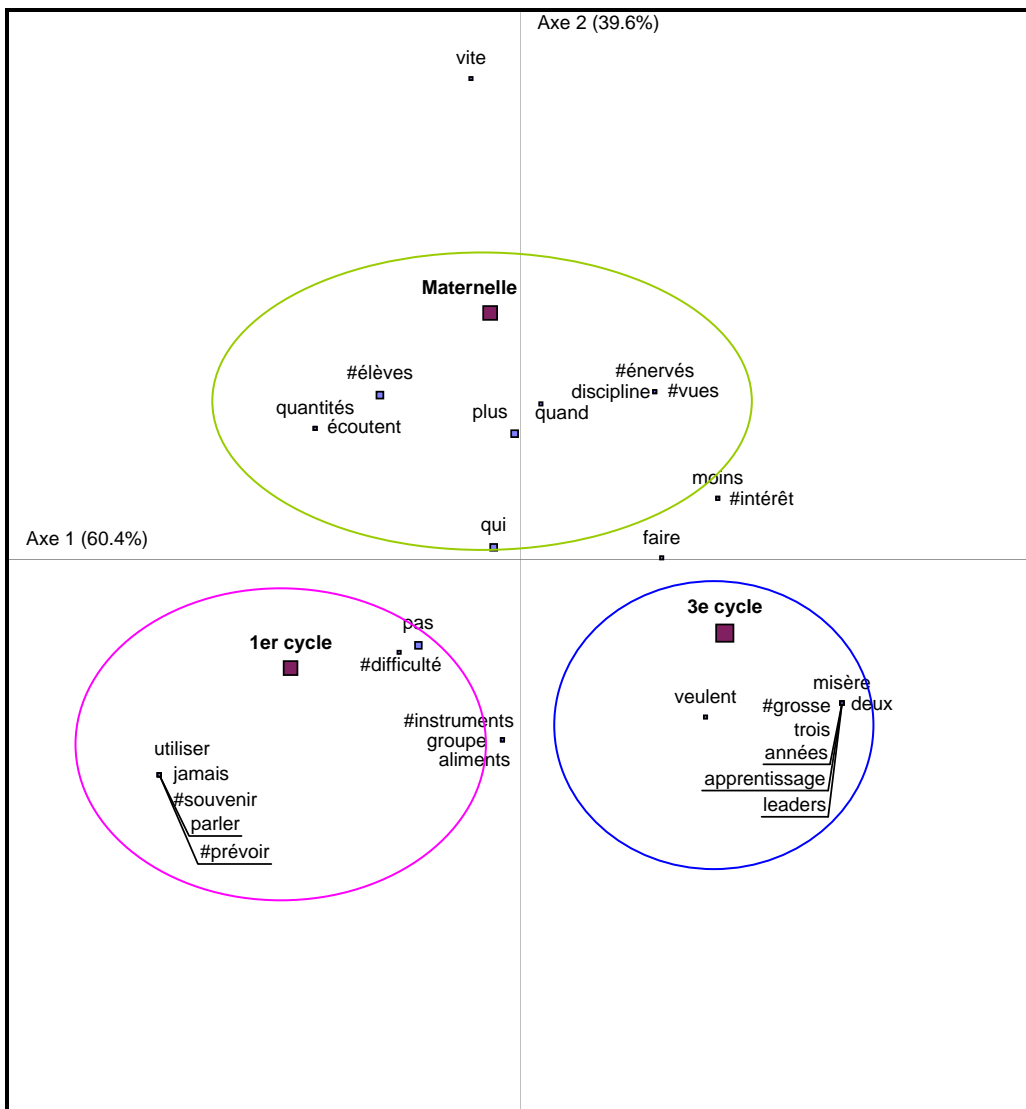 Axe 2 (39.6%)
vite
Maternelle
#élèves
#énervés
discipline
#vues
quantités
écoutent
plus
quand
moins
#intérêt
qui
faire
Axe 1 (60.4%)
3e cycle
pas
1er cycle
#difficulté
misère
veulent
#grosse
deux
#instruments
trois
groupe
utiliser
années
aliments
jamais
apprentissage
#souvenir
leaders
parler
#prévoir